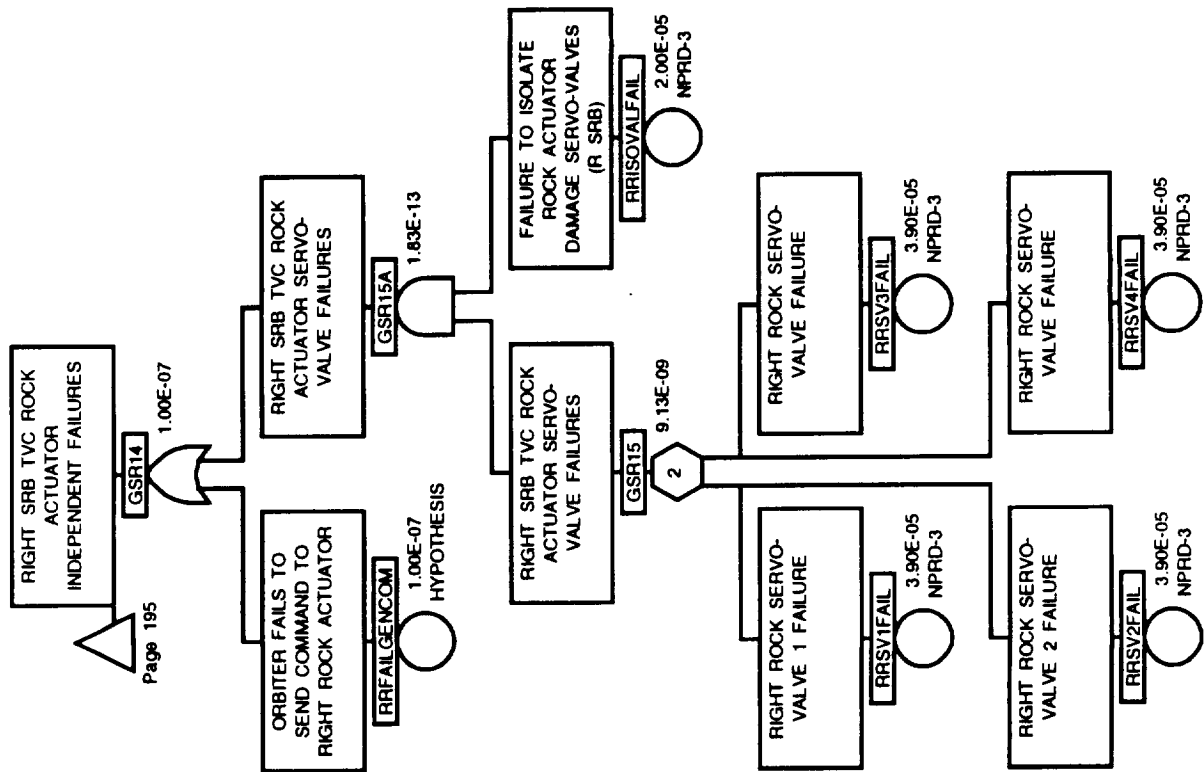 RIGHT SRB TVC ROCK
ACTUATOR
INDEPENDENT FAILURES
GSR14
1.00E-07
Page 195
ORBITER FAILS TO
SEND COMMAND TO
RIGHT ROCK ACTUATOR
RRFAILGENCOM
1.00E-07
HYPOTHESIS
RIGHT SRB TVC ROCK
ACTUATOR SERVO-
VALVE FAILURES
GSR15A
1.83E-13
RIGHT SRB TVC ROCK
ACTUATOR SERVO-
VALVE FAILURES
GSR15
9.13E-09
2
FAILURE TO ISOLATE
ROCK ACTUATOR
DAMAGE SERVO-VALVES
(R SRB)
RRISOVALFAIL
2.00E-05
NPRD-3
RIGHT ROCK SERVO-
VALVE 1 FAILURE
RRSV1FAIL
3.90E-05
NPRD-3
RIGHT ROCK SERVO-
VALVE FAILURE
RRSV3FAIL
3.90E-05
NPRD-3
RIGHT ROCK SERVO-
VALVE 2 FAILURE
RRSV2FAIL
3.90E-05
NPRD-3
RIGHT ROCK SERVO-
VALVE FAILURE
RRSV4FAIL
3.90E-05
NPRD-3